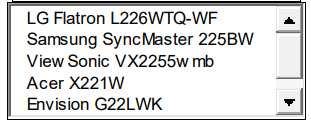 LG Flatron L226WTQ-WF
Samsung SyncMaster 225BW
View Sonic VX2255w mb
Acer X221W
Envision G22LWK